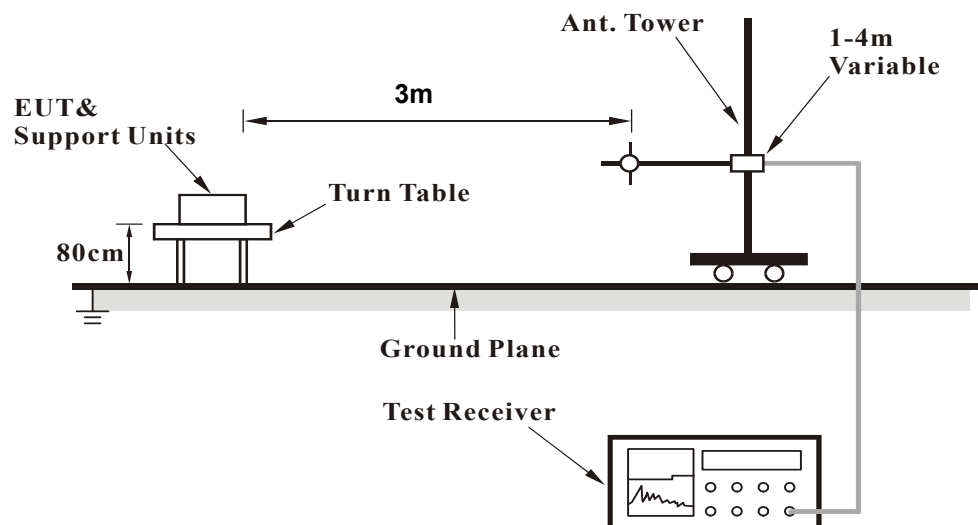 Ant. Tower
1-4m
Variable
3m
EUT&
Support Units
Turn Table
80cm
Ground Plane
Test Receiver